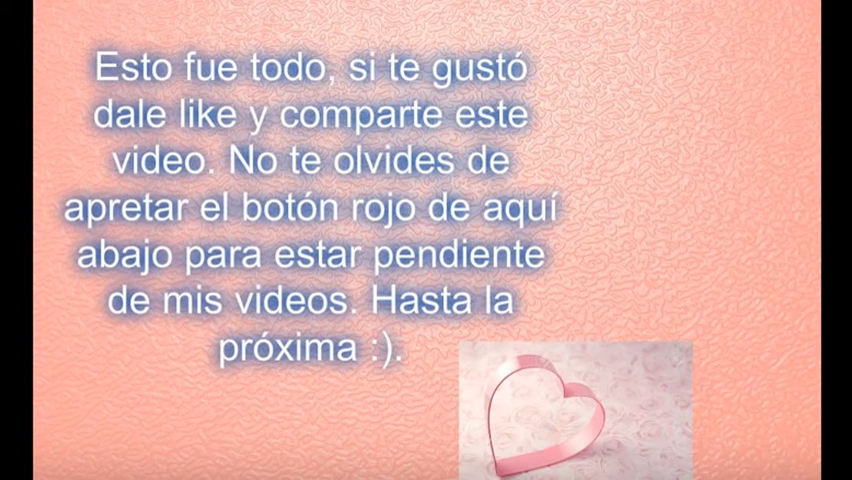 Esto fue todo, si te gustó
dale like y comparte este
video. No te olvides de
apretar el botón rojo de aquí
abajo para estar pendiente
de mis videos. Hasta la
próxima :).